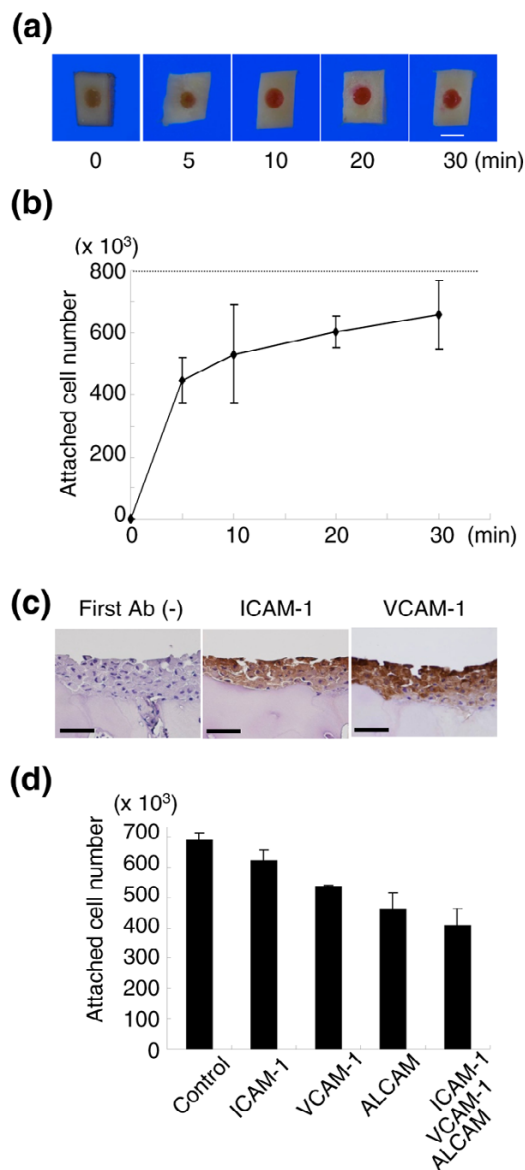 (a)
0 5 10 20 30 (min)
(b)
(x 10³)
800
600
400
200
0
Attached cell number
0 10 20 30 (min)
(c)
First Ab (-) ICAM-1 VCAM-1
(d)
(x 10³)
700
600
500
400
300
200
100
0
Attached cell number
Control
ICAM-1
VCAM-1
ALCAM
ICAM-1
VCAM-1
ALCAM